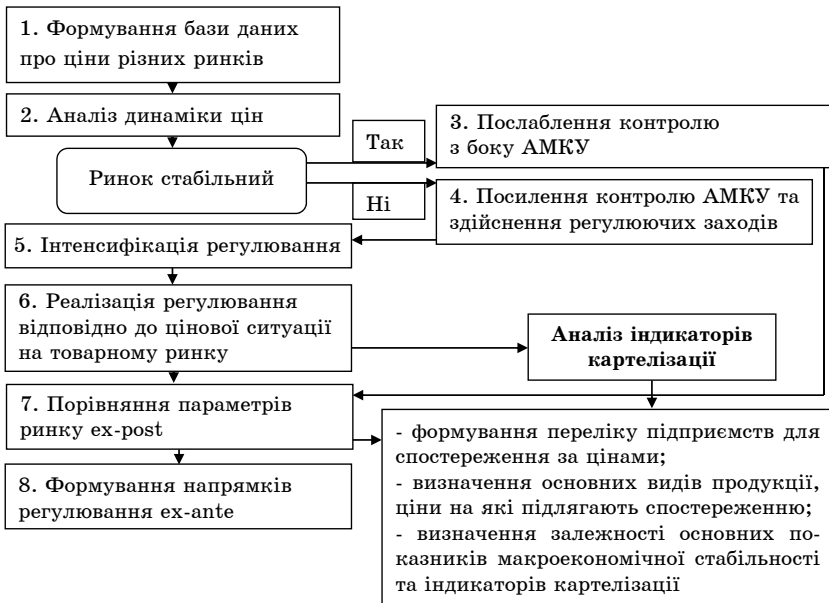 1. Формування бази даних
про ціни різних ринків
2. Аналіз динаміки цін
Так
3. Послаблення контролю
з боку АМКУ
Ринок стабільний
Ні
4. Посилення контролю АМКУ та
здійснення регулюючих заходів
5. Інтенсифікація регулювання
6. Реалізація регулювання
відповідно до цінової ситуації
на товарному ринку
Аналіз індикаторів
картелізації
7. Порівняння параметрів
ринку ex-post
- формування переліку підприємств для
спостереження за цінами;
- визначення основних видів продукції,
ціни на які підлягають спостереженню;
- визначення залежності основних по-
казників макроекономічної стабільності
та індикаторів картелізації
8. Формування напрямків
регулювання ex-ante